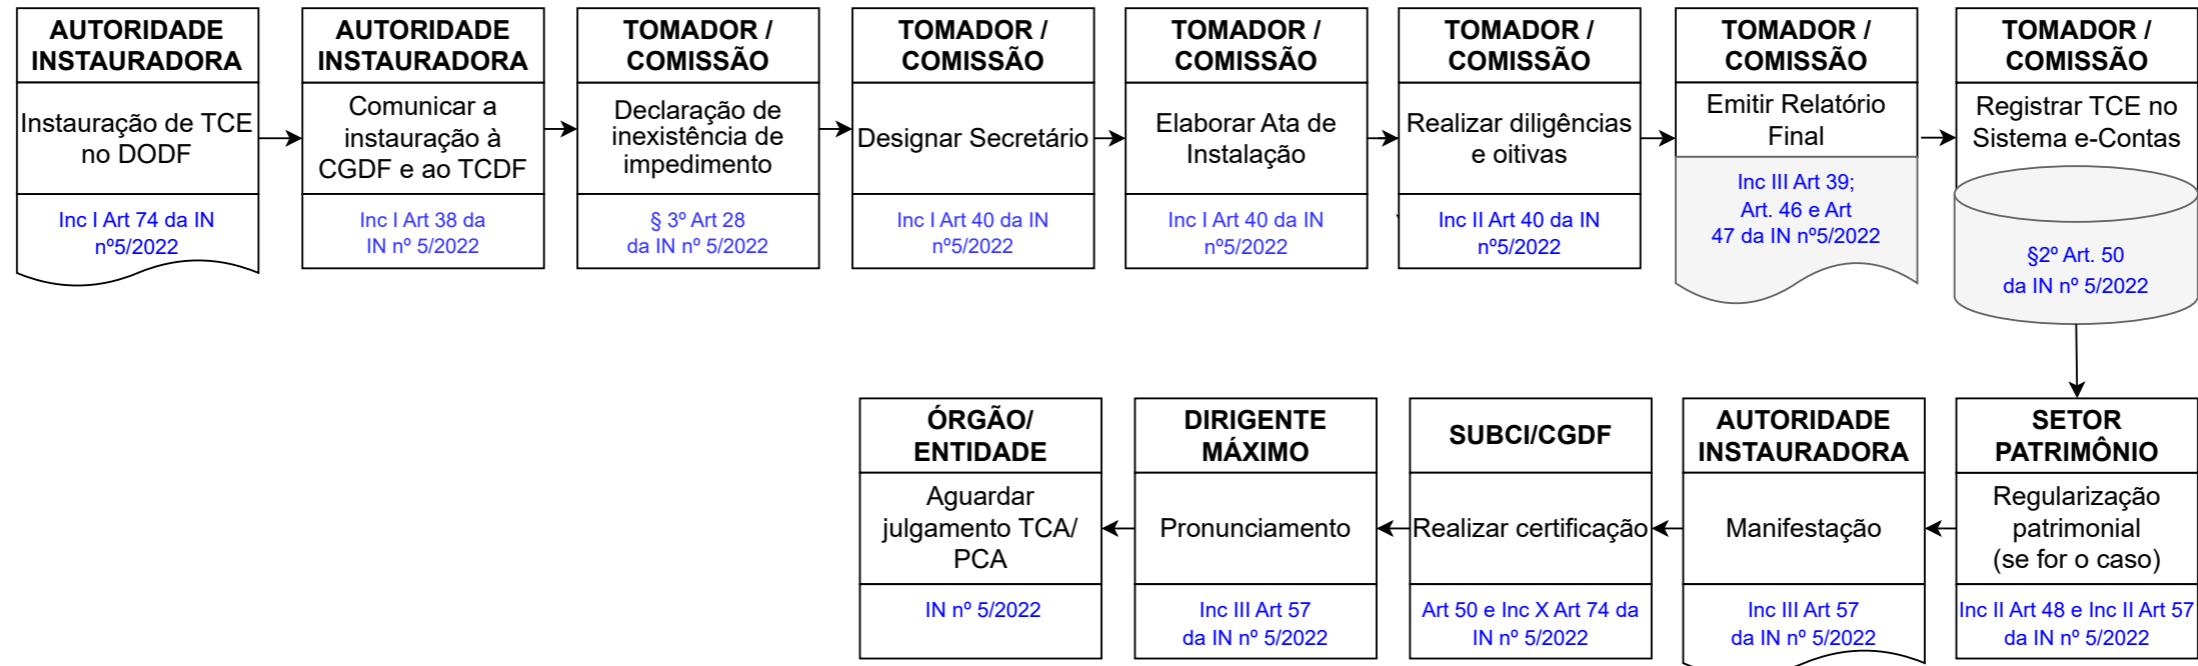 AUTORIDADE
INSTAURADORA
Instauração de TCE
no DODF
Inc I Art 74 da IN
nº5/2022
AUTORIDADE
INSTAURADORA
Comunicar a
instauração à
CGDF e ao TCDF
Inc I Art 38 da
IN nº 5/2022
TOMADOR /
COMISSÃO
Declaração de
inexistência de
impedimento
§ 3º Art 28
da IN nº 5/2022
TOMADOR /
COMISSÃO
Designar Secretário
Inc I Art 40 da IN
nº5/2022
TOMADOR /
COMISSÃO
Elaborar Ata de
Instalação
Inc I Art 40 da IN
nº5/2022
TOMADOR /
COMISSÃO
Realizar diligências
e oitivas
Inc II Art 40 da IN
nº5/2022
TOMADOR /
COMISSÃO
Emitir Relatório
Final
Inc III Art 39;
Art. 46 e Art
47 da IN nº5/2022
TOMADOR /
COMISSÃO
Registrar TCE no
Sistema e-Contas
§2º Art. 50
da IN nº 5/2022
ÓRGÃO/
ENTIDADE
Aguardar
julgamento TCA/
PCA
IN nº 5/2022
DIRIGENTE
MÁXIMO
Pronunciamento
Inc III Art 57
da IN nº 5/2022
SUBCI/CGDF
Realizar certificação
Art 50 e Inc X Art 74 da
IN nº 5/2022
AUTORIDADE
INSTAURADORA
Manifestação
Inc III Art 57
da IN nº 5/2022
SETOR
PATRIMÔNIO
Regularização
patrimonial
(se for o caso)
Inc II Art 48 e Inc II Art 57
da IN nº 5/2022